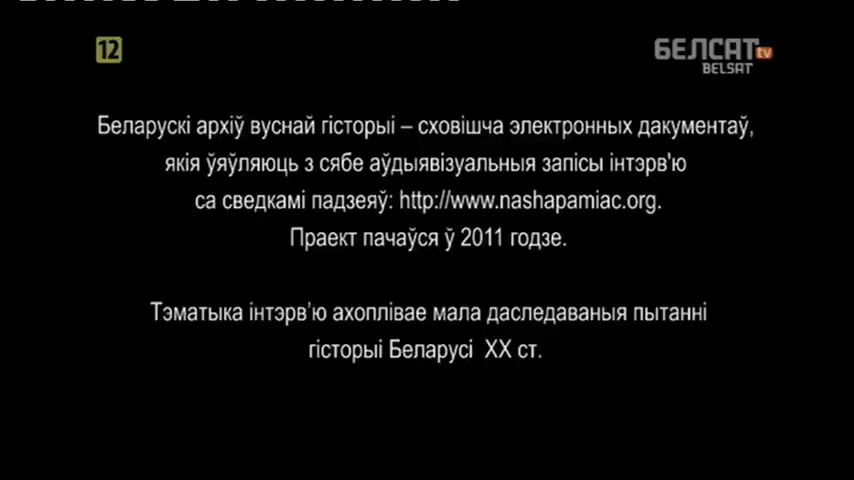 12
БЕЛСАТ tv
BELSAT
Беларускі архіў вуснай гісторыі – сховішча электронных дакументаў,
якія ўяўляюць з сябе аўдыявізуальныя запісы інтэрв'ю
са сведкамі падзеяў: http://www.nashapamiac.org.
Праект пачаўся ў 2011 годзе.
Тэматыка інтэрв'ю ахоплівае мала даследаваныя пытанні
гісторыі Беларусі XX ст.